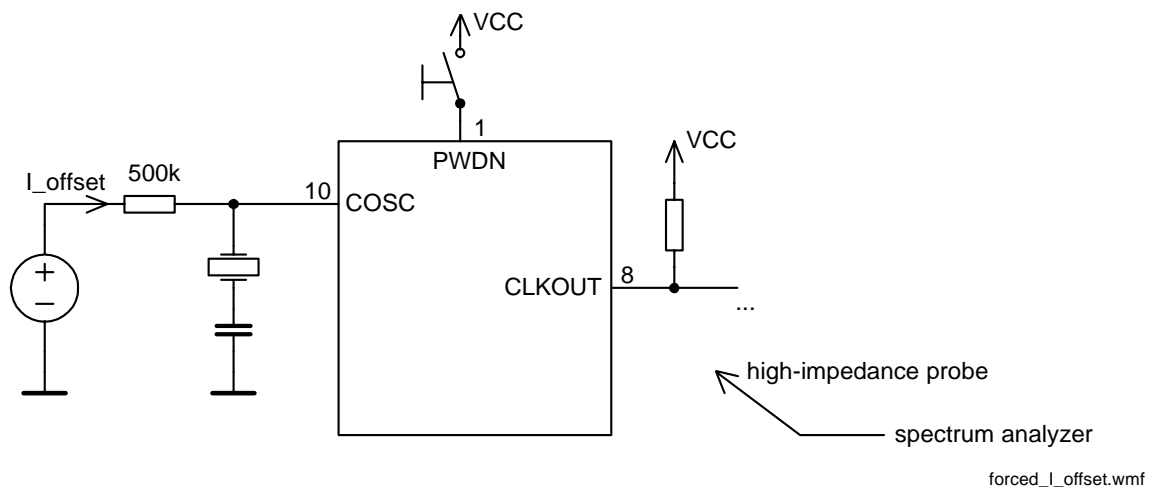 VCC
1
PWDN
VCC
I_offset
500k
10
COSC
+
−
CLKOUT
8
...
high-impedance probe
spectrum analyzer
forced_I_offset.wmf